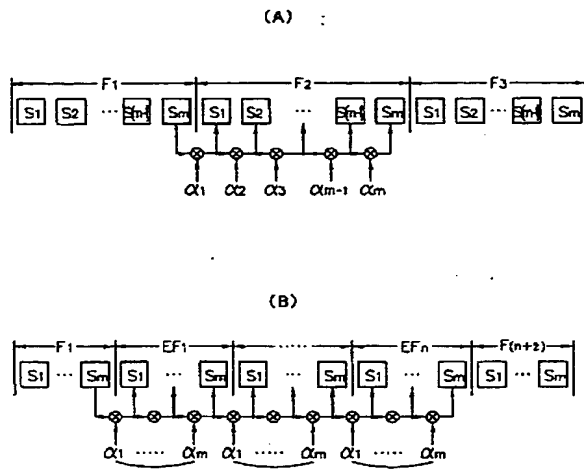 (A)
F1 F2 F3
S1 S2 ... Sm S1 S2 ... Sm S1 S2 ... Sm
α1 α2 α3 αm-1 αm
(B)
F1 EF1 ..... EFn F(n+2)
S1 ... Sm S1 ... Sm S1 ... Sm S1 ... Sm S1 ... Sm
α1 ..... αm α1 ..... αm α1 ..... αm